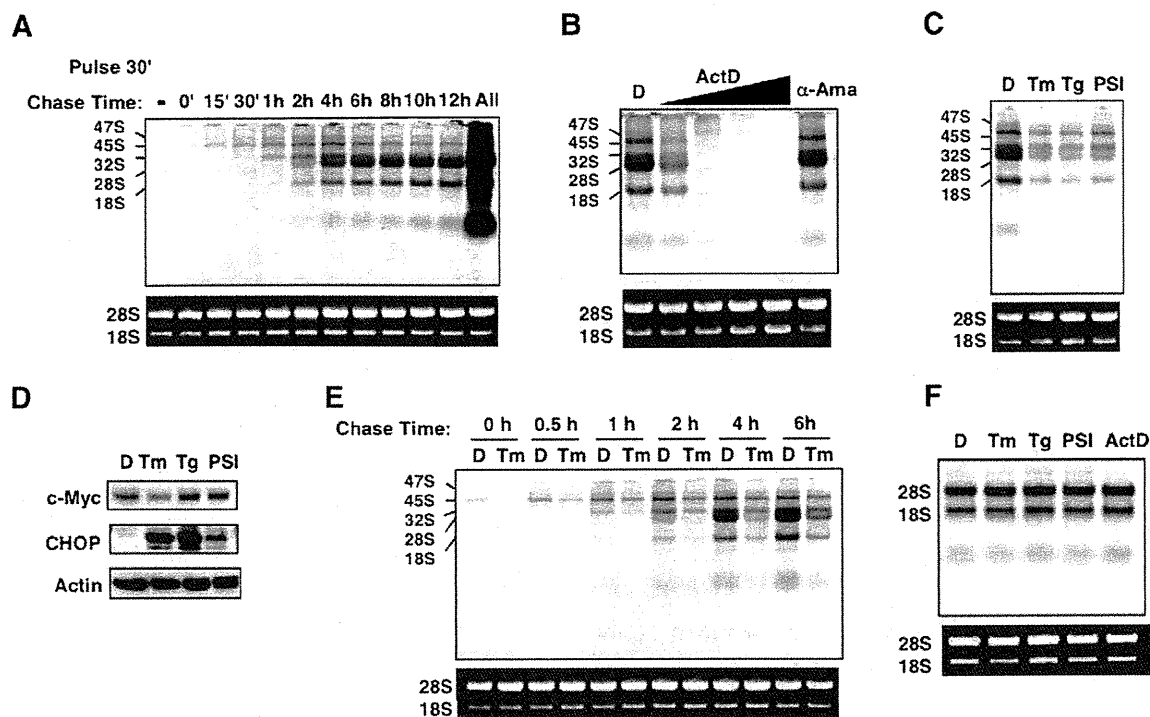 A
Pulse 30'
Chase Time: - 0' 15' 30' 1h 2h 4h 6h 8h 10h 12h All
47S
45S
32S
28S
18S
28S
18S
B
ActD
D α-Ama
47S
45S
32S
28S
18S
28S
18S
C
D Tm Tg PSI
47S
45S
32S
28S
18S
28S
18S
D
D Tm Tg PSI
c-Myc
CHOP
Actin
E
Chase Time: 0 h 0.5 h 1 h 2 h 4 h 6h
D Tm D Tm D Tm D Tm D Tm D Tm
47S
45S
32S
28S
18S
28S
18S
F
D Tm Tg PSI ActD
28S
18S
28S
18S